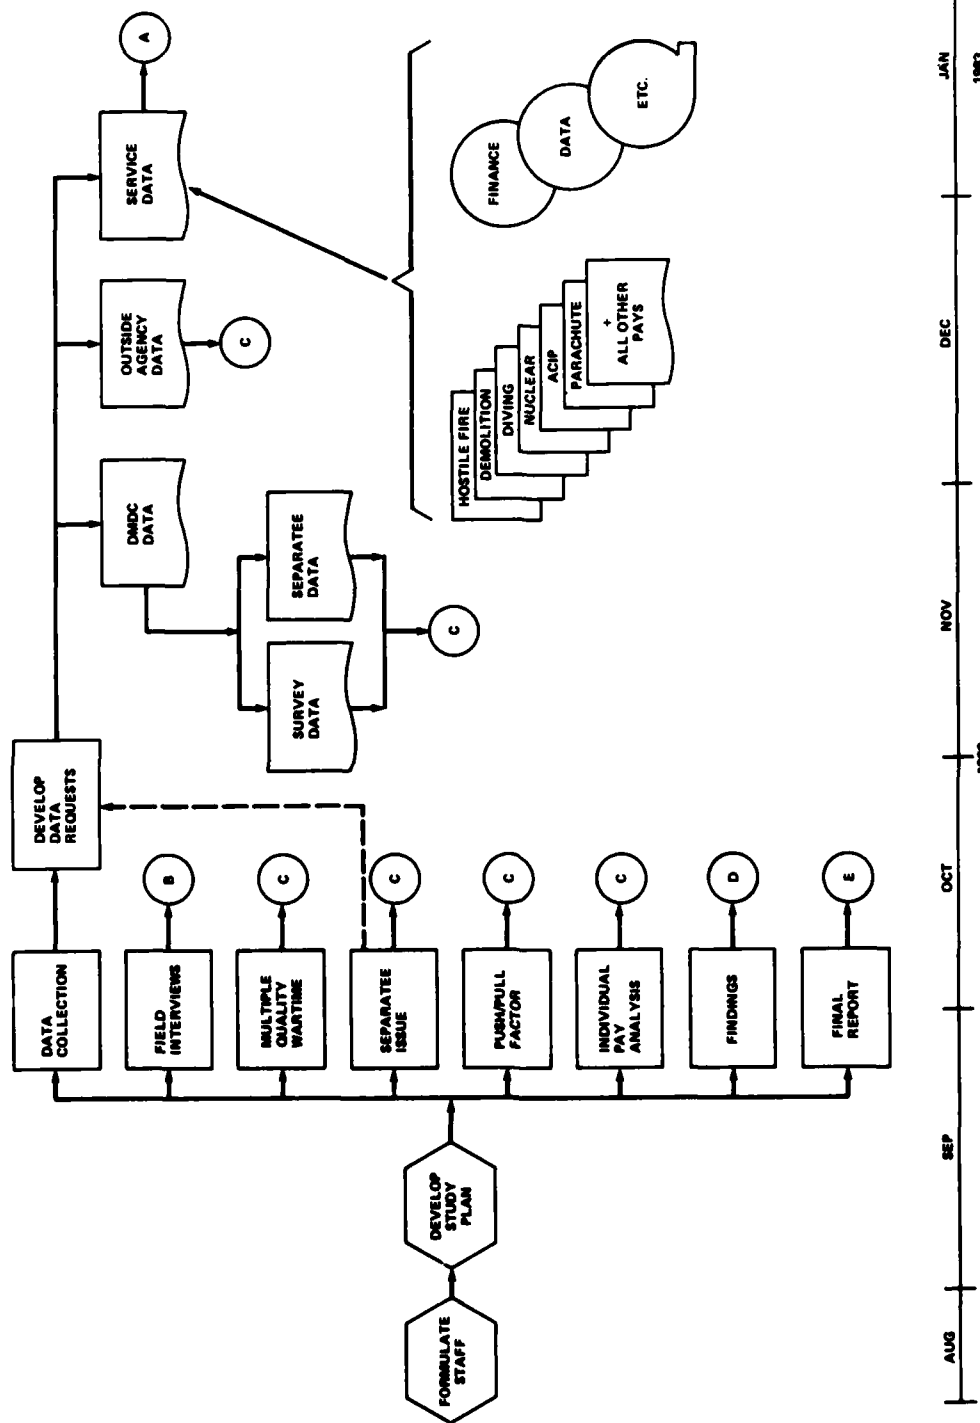 FORMULATE
STAFF
DEVELOP
STUDY
PLAN
DATA
COLLECTION
FIELD
INTERVIEWS
MULTIPLE
QUALITY
WARTIME
SEPARATEE
ISSUE
PUSH/PULL
FACTOR
INDIVIDUAL
PAY
ANALYSIS
FINDINGS
FINAL
REPORT
DEVELOP
DATA
REQUESTS
B
C
C
C
C
D
E
DMDC
DATA
OUTSIDE
AGENCY
DATA
SERVICE
DATA
A
C
SURVEY
DATA
SEPARATEE
DATA
C
HOSTILE FIRE
DEMOLITION
DIVING
NUCLEAR
ACIP
PARACHUTE
+
ALL OTHER
PAYS
FINANCE
DATA
ETC.
AUG
SEP
OCT
NOV
DEC
JAN